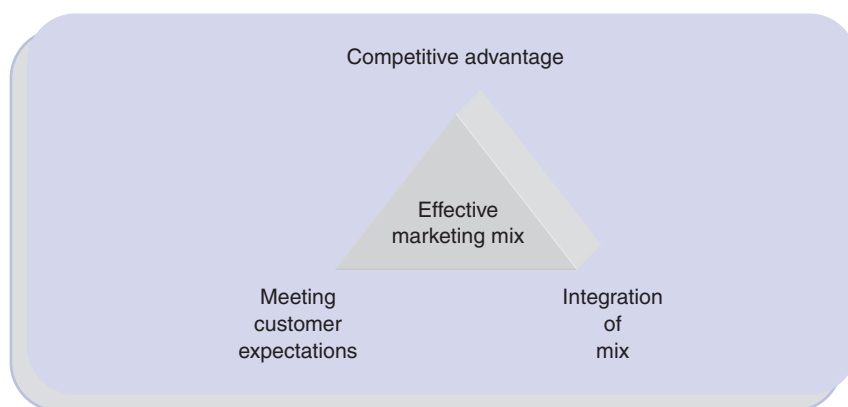 Competitive advantage
Effective
marketing mix
Meeting
customer
expectations
Integration
of
mix